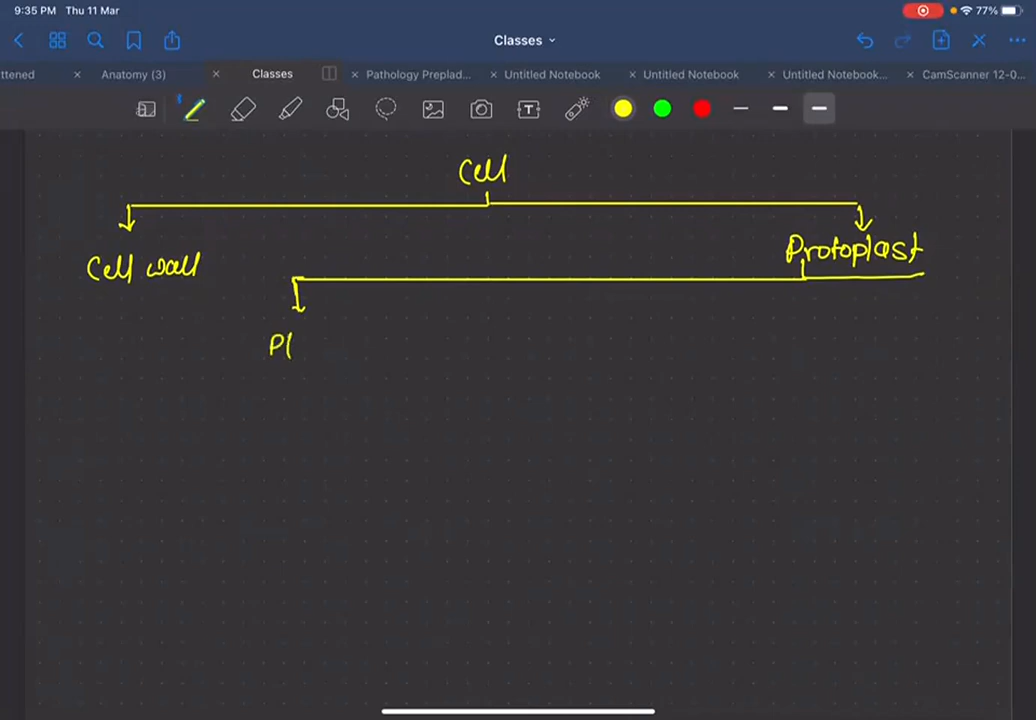 9:35 PM Thu 11 Mar
77%
Classes
ttened
Anatomy (3)
Classes
Pathology Preplad...
Untitled Notebook
Untitled Notebook
Untitled Notebook...
CamScanner 12-0...
Cell
Cell wall
Protoplast
Pl